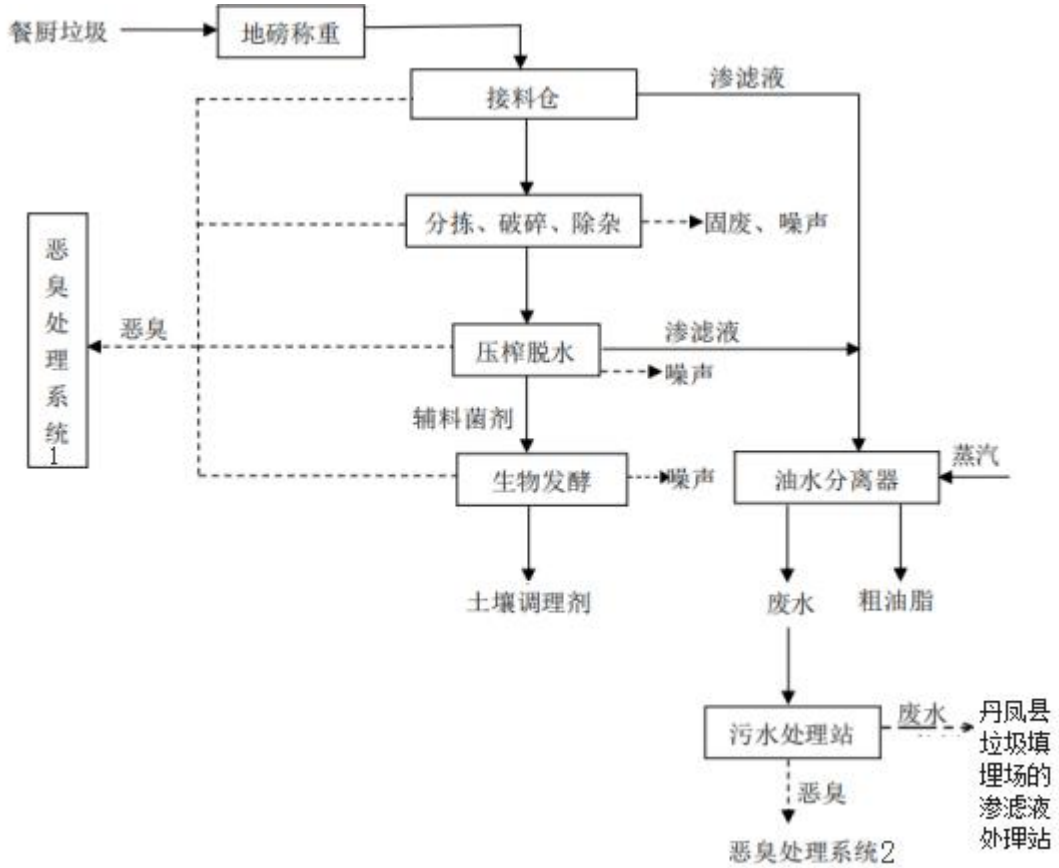 餐厨垃圾
地磅称重
接料仓
渗滤液
分拣、破碎、除杂
固废、噪声
恶臭处理系统1
恶臭
压榨脱水
渗滤液
噪声
辅料菌剂
生物发酵
噪声
油水分离器
蒸汽
土壤调理剂
废水
粗油脂
污水处理站
废水
丹凤县
垃圾填
埋场的
渗滤液
处理站
恶臭
恶臭处理系统2